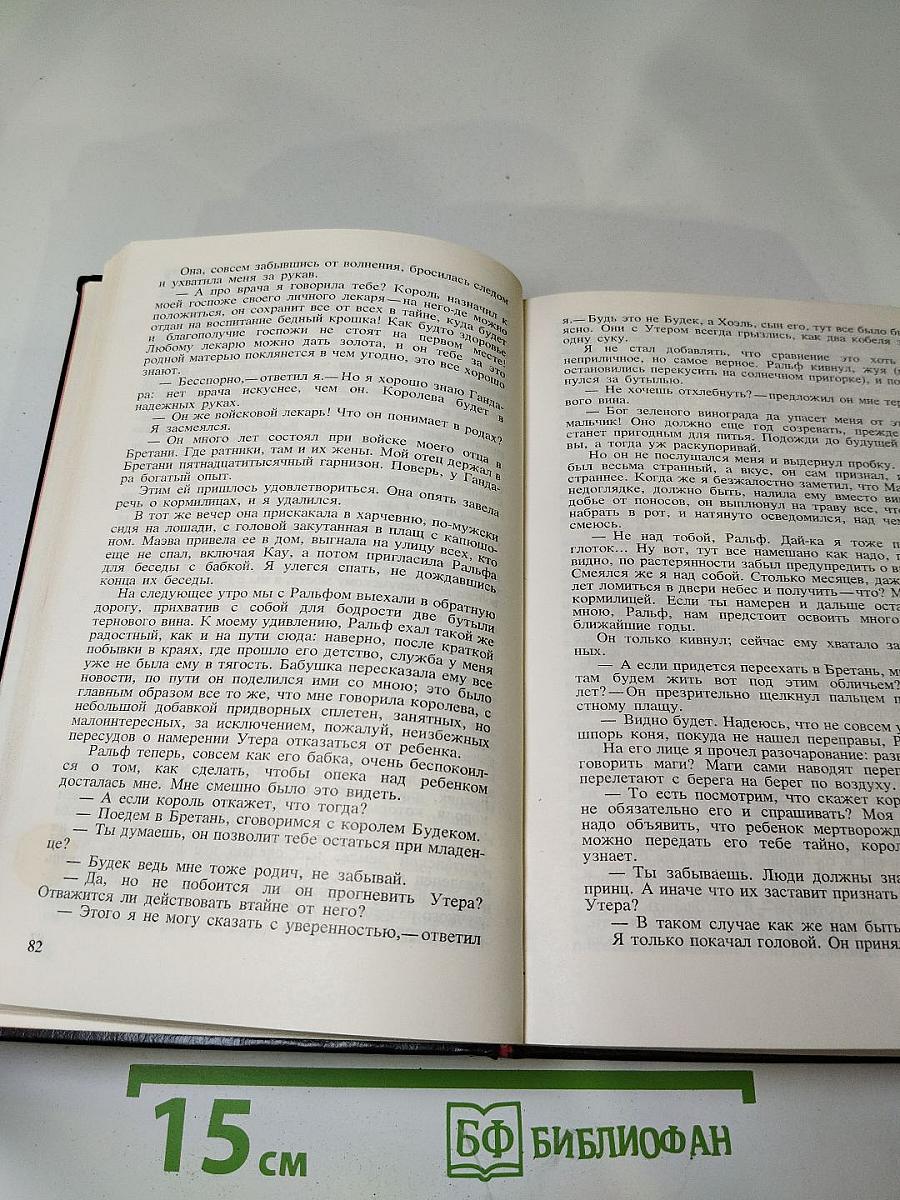 Она, совсем забывшись от волнения, бросилась следом
и ухватила меня за рукав.
— А про врача я говорила тебе? Король назначил к
моей госпоже своего личного лекаря — на него-де можно
положиться, он сохранит все от всех в тайне, куда будет
отдан на воспитание бедный крошка! Как будто здоровье
и благополучие госпожи не стоят на первом месте!
Любому лекарю можно дать золота, и он тебе за это
родной матерью поклянется в чем угодно, это все хорошо
знают.
— Бесспорно, — ответил я. — Но я хорошо знаю Ганда-
ра: нет врача искуснее, чем он. Королева будет в
надежных руках.
— Он же войсковой лекарь! Что он понимает в родах?
Я засмеялся.
— Он много лет состоял при войске моего отца в
Бретани. Где ратники, там и их жены. Мой отец держал в
Бретани пятнадцатитысячный гарнизон. Поверь, у Ганда-
ра богатый опыт.
Этим ей пришлось удовлетвориться. Она опять завела
речь о кормилицах, и я удалился.
В тот же вечер она прискакала в харчевню, по-мужски
сидя на лошади, с головой закутанная в плащ с капюшо-
ном. Маэва привела ее в дом, выгнала на улицу всех, кто
еще не спал, включая Кау, а потом пригласила Ральфа
для беседы с бабкой. Я улегся спать, не дождавшись
конца их беседы.
На следующее утро мы с Ральфом выехали в обратную
дорогу, прихватив с собой для бодрости две бутыли
тернового вина. К моему удивлению, Ральф ехал такой же
радостный, как и на пути сюда: наверно, после краткой
побывки в краях, где прошло его детство, служба у меня
уже не была ему в тягость. Бабушка пересказала ему все
новости, по пути он поделился ими со мною; это было
главным образом все то же, что мне говорила королева, с
небольшой добавкой придворных сплетен, занятных, но
малоинтересных, за исключением, пожалуй, неизбежных
пересудов о намерении Утера отказаться от ребенка.
Ральф теперь, совсем как его бабка, очень беспокоил-
ся о том, как сделать, чтобы опека над ребенком
досталась мне. Мне смешно было это видеть.
— А если король откажет, что тогда?
— Поедем в Бретань, сговоримся с королем Будеком.
— Ты думаешь, он позволит тебе остаться при младен-
це?
— Будек ведь мне тоже родич, не забывай.
— Да, но не побоится ли он прогневить Утера?
Отважится ли действовать втайне от него?
— Этого я не могу сказать с уверенностью, — ответил
82
я. — Будь это не Будек, а Хоэль, сын его, тут все было бы
ясно. Они с Утером всегда грызлись, как два кобеля з
одну суку.
Я не стал добавлять, что сравнение это хоть
неприличное, но самое верное. Ральф кивнул, жуя (
остановились перекусить на солнечном пригорке), и по
нулся за бутылью.
— Не хочешь отхлебнуть? — предложил он мне тер
вого вина.
— Бог зеленого винограда да упасет меня от э
мальчик! Оно должно еще год созревать, прежде
станет пригодным для питья. Подожди до будущей
вы, а тогда уж раскупоривай.
Но он не послушался меня и выдернул пробку.
был весьма странный, а вкус, он сам признал,
страннее. Когда же я безжалостно заметил, что Ма
недоглядке, должно быть, налила ему вместо вин
добье от поносов, он выплюнул на траву все, чт
набрать в рот, и натянуто осведомился, над чем
смеюсь.
— Не над тобой, Ральф. Дай-ка я тоже п
глоток... Ну вот, тут все намешано как надо,
видно, по растерянности забыл предупредить о в
Смеялся же я над собой. Столько месяцев, даж
лет ломиться в двери небес и получить — что? М
кормилицей. Если ты намерен и дальше оста
мною, Ральф, нам предстоит освоить много
ближайшие годы.
Он только кивнул; сейчас ему хватало за
ных.
— А если придется переехать в Бретань, м
там будем жить вот под этим обличьем?
лет? — Он презрительно щелкнул пальцем п
стному плащу.
— Видно будет. Надеюсь, что не совсем у
шпорь коня, покуда не нашел переправы, Р
На его лице я прочел разочарование: разв
говорить маги? Маги сами наводят переп
перелетают с берега на берег по воздуху.
— То есть посмотрим, что скажет кор
не обязательно его и спрашивать? Моя
надо объявить, что ребенок мертворожд
можно передать его тебе тайно, корол
узнает.
— Ты забываешь. Люди должны зна
принц. А иначе что их заставит признать
Утера?
— В таком случае как же нам быть
Я только покачал головой. Он принял
15 см
БФ БИБЛИОФАН